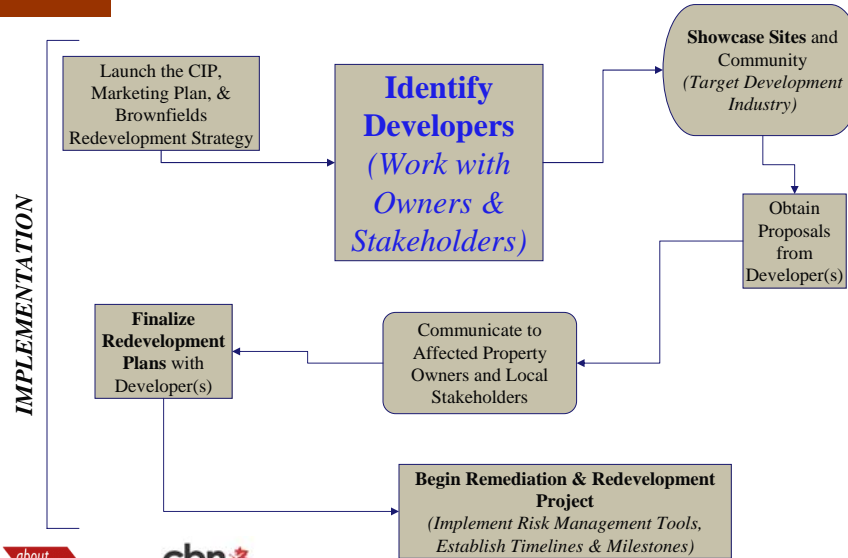 IMPLEMENTATION
Launch the CIP,
Marketing Plan, &
Brownfields
Redevelopment Strategy
Identify
Developers
(Work with
Owners &
Stakeholders)
Showcase Sites and
Community
(Target Development
Industry)
Obtain
Proposals
from
Developer(s)
Communicate to
Affected Property
Owners and Local
Stakeholders
Finalize
Redevelopment
Plans with
Developer(s)
Begin Remediation & Redevelopment
Project
(Implement Risk Management Tools,
Establish Timelines & Milestones)
about
cbn